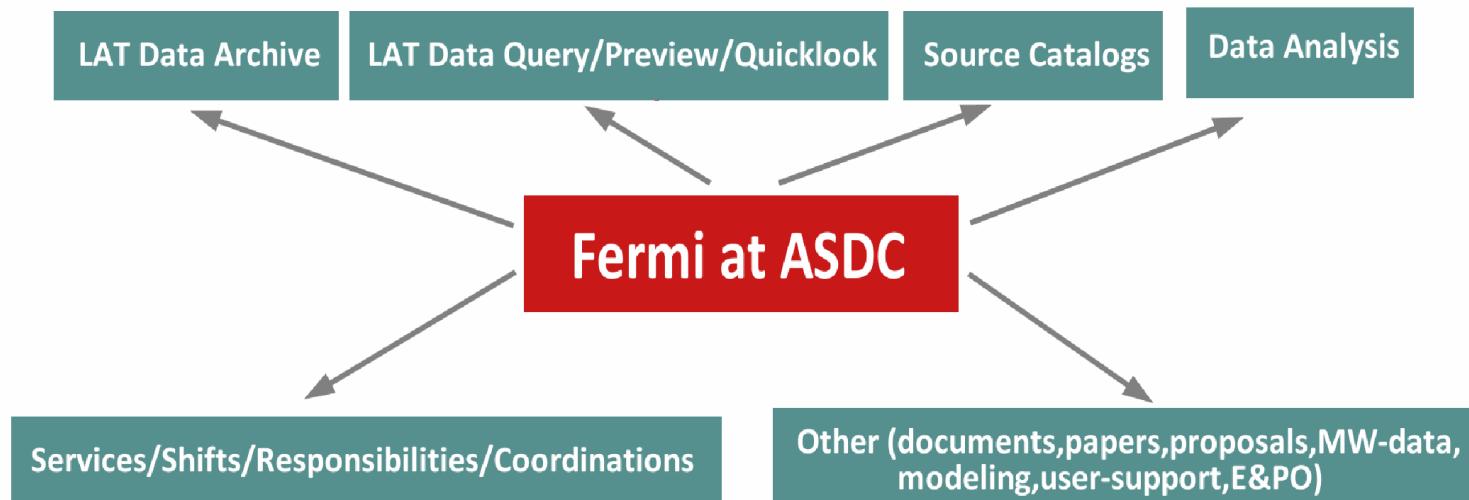 LAT Data Archive
LAT Data Query/Preview/Quicklook
Source Catalogs
Data Analysis
Fermi at ASDC
Services/Shifts/Responsibilities/Coordinations
Other (documents,papers,proposals,MW-data,
modeling,user-support,E&PO)